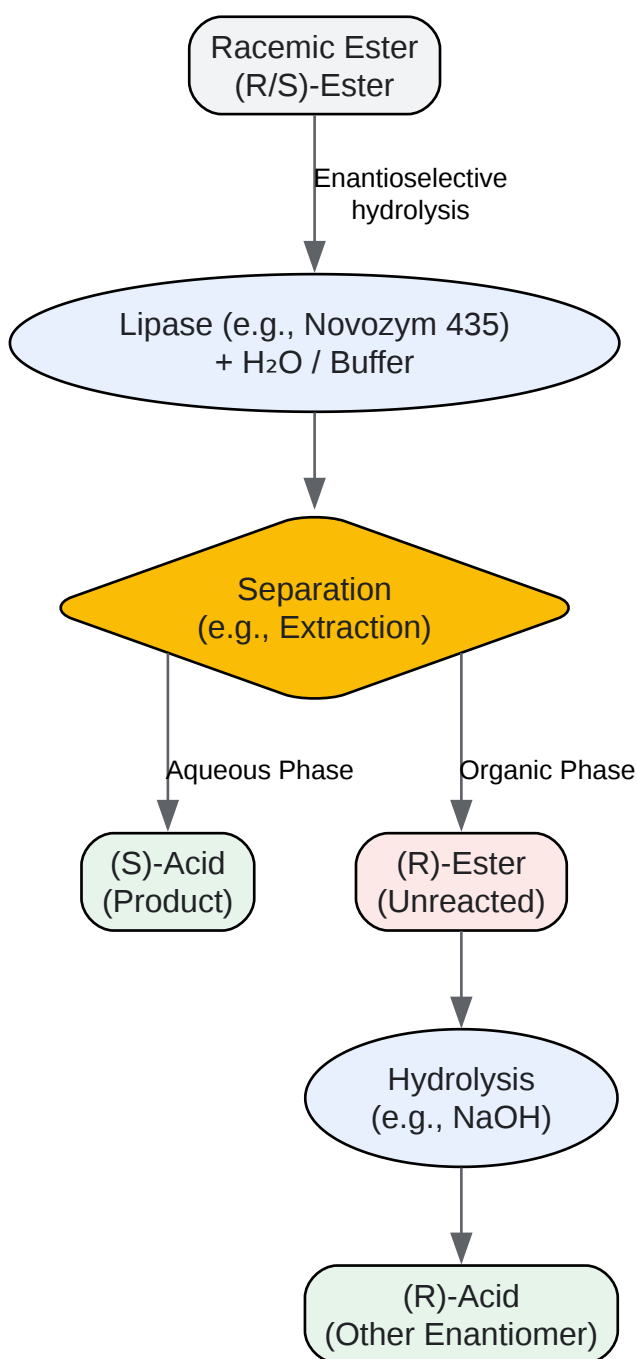 Racemic Ester
(R/S)-Ester
Enantioselective
hydrolysis
Lipase (e.g., Novozym 435)
+ H₂O / Buffer
Separation
(e.g., Extraction)
Aqueous Phase
Organic Phase
(S)-Acid
(Product)
(R)-Ester
(Unreacted)
Hydrolysis
(e.g., NaOH)
(R)-Acid
(Other Enantiomer)